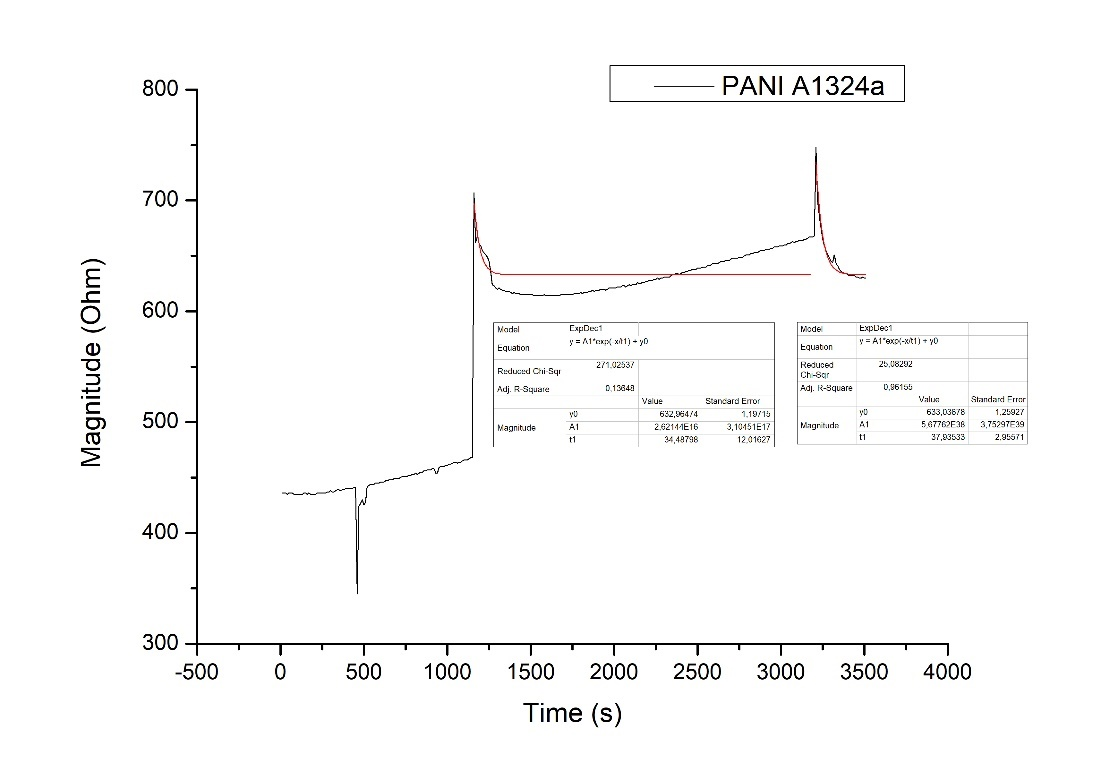 PANI A1324a
800
700
600
500
400
300
Magnitude (Ohm)
-500 0 500 1000 1500 2000 2500 3000 3500 4000
Time (s)
Model ExpDec1
Equation y = A1*exp(-x/t1) + y0
Reduced Chi-Sqr 271,02537
Adj. R-Square 0,13648
Value Standard Error
Magnitude y0 632,96474 1,19715
A1 2,62144E16 3,10451E17
t1 34,48798 12,01627
Model ExpDec1
Equation y = A1*exp(-x/t1) + y0
Reduced 25,08292
Chi-Sqr
Adj. R-Square 0,96155
Value Standard Error
Magnitude y0 633,03678 1,25927
A1 5,67762E38 3,75297E39
t1 37,93533 2,95571